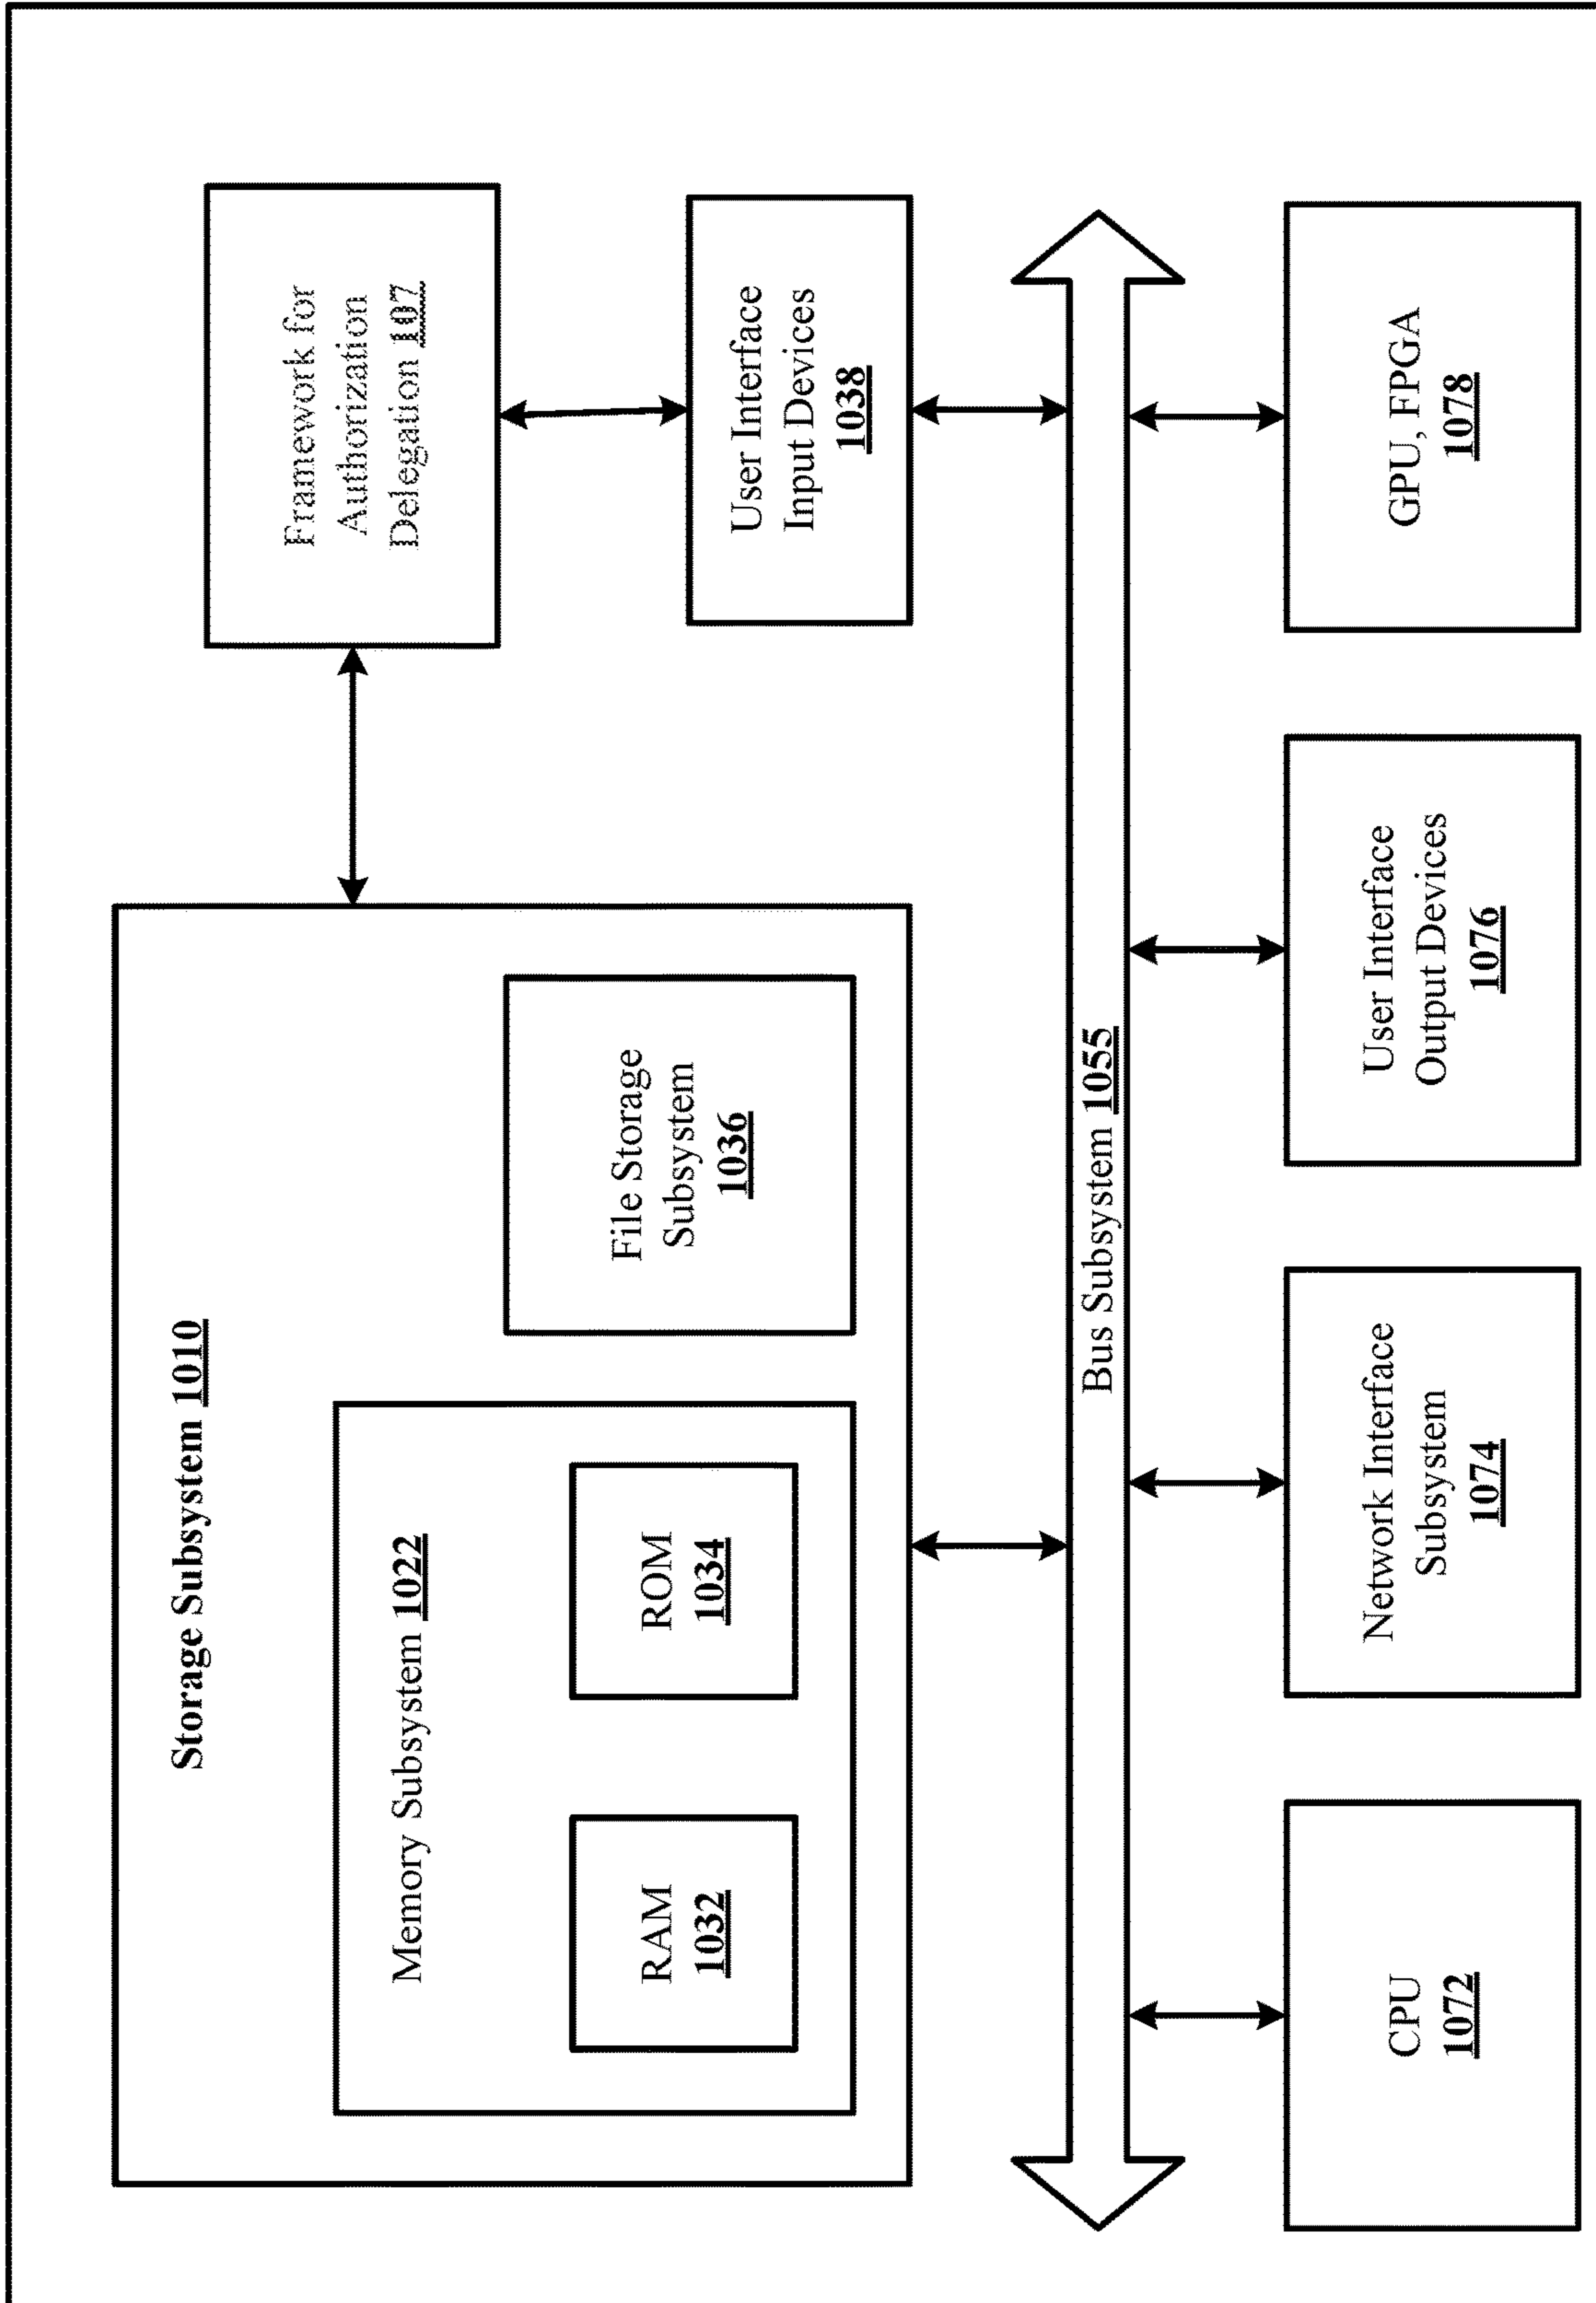 Storage Subsystem 1010
Memory Subsystem 1022
RAM
1032
ROM
1034
File Storage
Subsystem
1036
Framework for
Authorization
Delegation 107
User Interface
Input Devices
1038
Bus Subsystem 1055
CPU
1072
Network Interface
Subsystem
1074
User Interface
Output Devices
1076
GPU, FPGA
1078